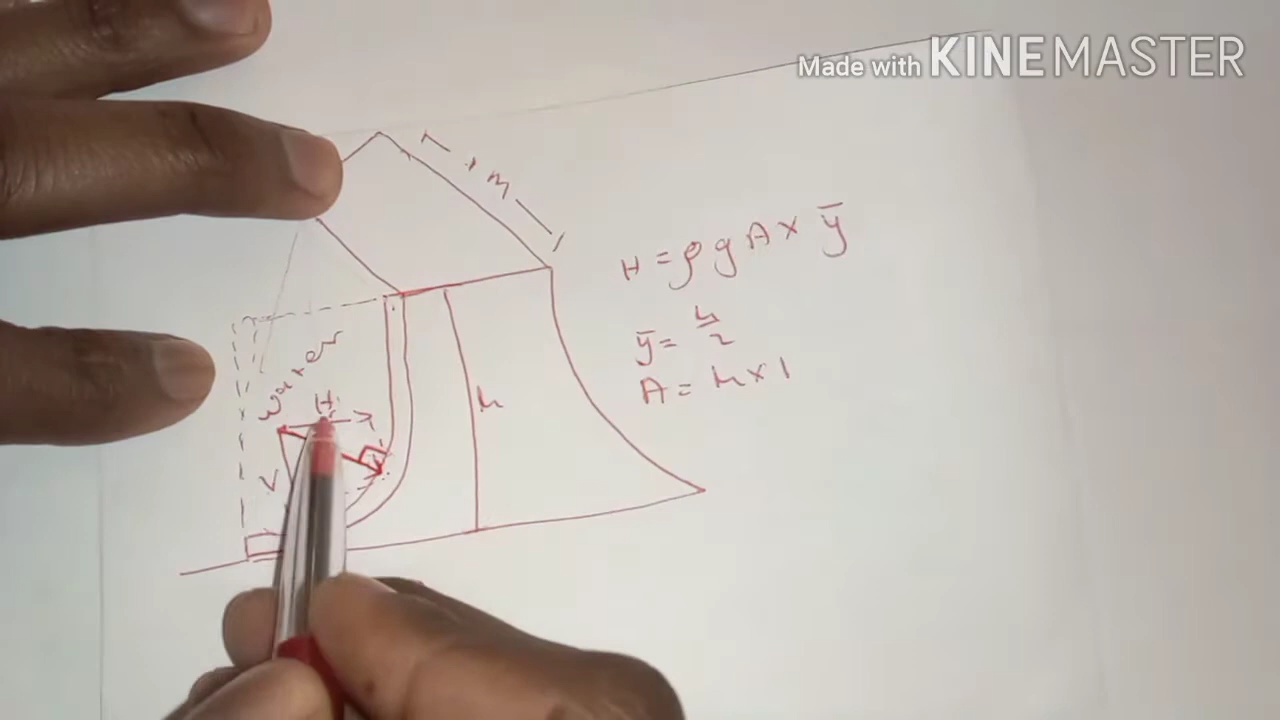 Made with KINEMASTER
1 m
H = ρ g A × ȳ
ȳ = h/2
A = h × 1
water
H
h
V